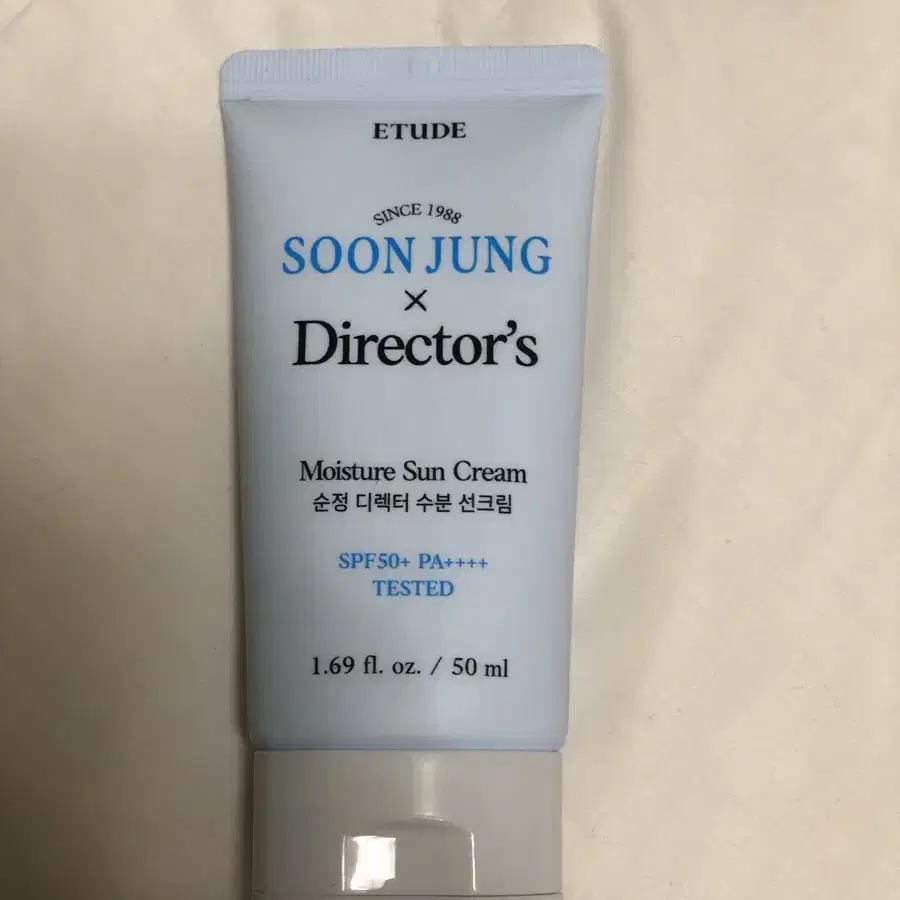 ETUDE
SINCE 1988
SOON JUNG
×
Director's
Moisture Sun Cream
순정 디렉터 수분 선크림
SPF50+ PA++++
TESTED
1.69 fl. oz. / 50 ml